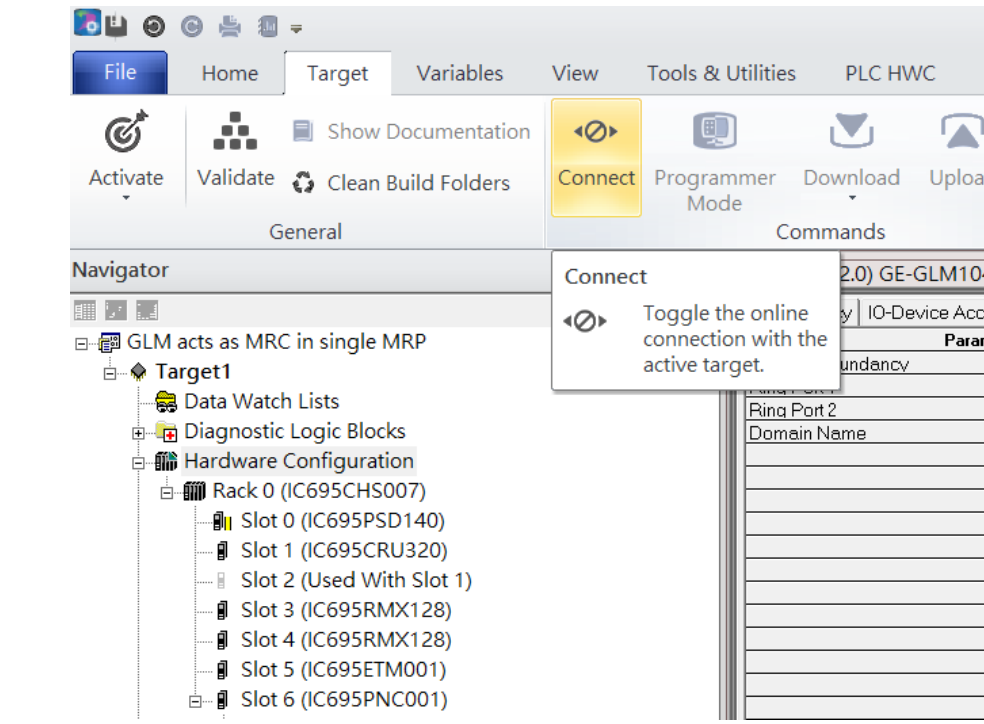 File Home Target Variables View Tools & Utilities PLC HWC
Show Documentation
Activate Validate Clean Build Folders Connect Programmer Mode Download
General Commands
Navigator
Connect
Toggle the online
connection with the
active target.
2.0) GE-GLM104
IO-Device Acc
Ring Port 2
Domain Name
GLM acts as MRC in single MRP
Target1
Data Watch Lists
Diagnostic Logic Blocks
Hardware Configuration
Rack 0 (IC695CHS007)
Slot 0 (IC695PSD140)
Slot 1 (IC695CRU320)
Slot 2 (Used With Slot 1)
Slot 3 (IC695RMX128)
Slot 4 (IC695RMX128)
Slot 5 (IC695ETM001)
Slot 6 (IC695PNC001)